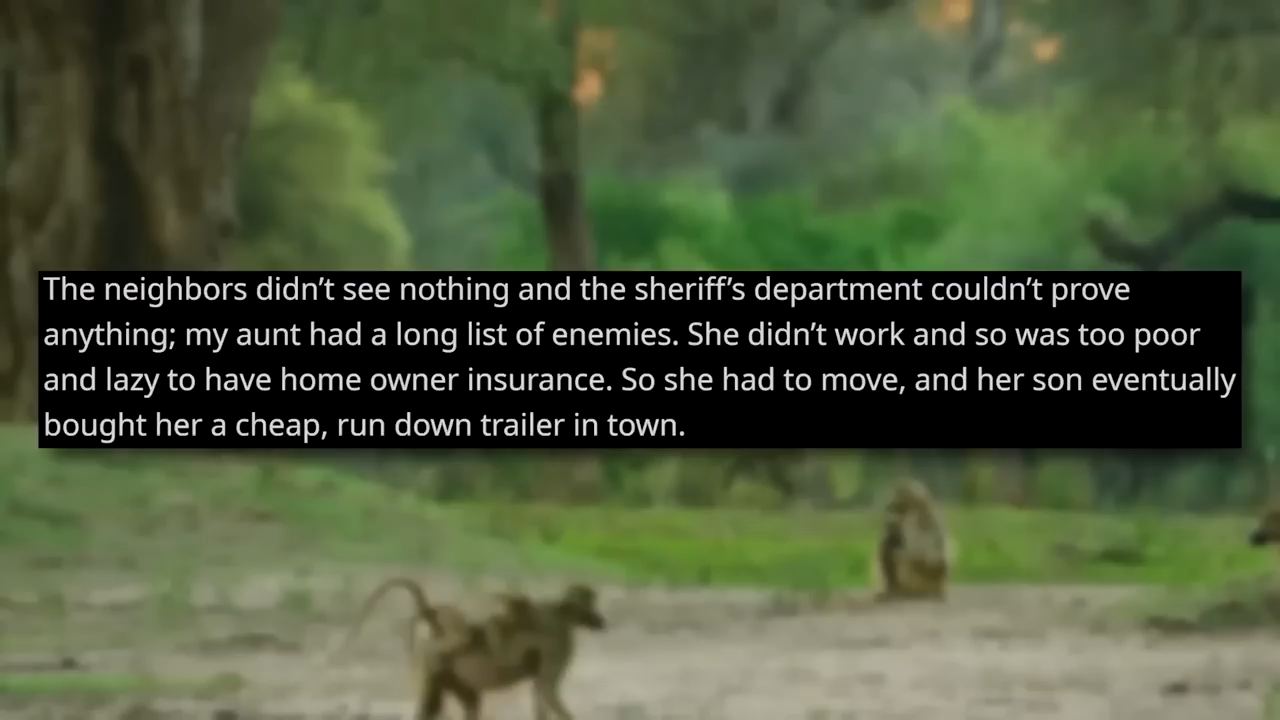 The neighbors didn’t see nothing and the sheriff’s department couldn’t prove
anything; my aunt had a long list of enemies. She didn’t work and so was too poor
and lazy to have home owner insurance. So she had to move, and her son eventually
bought her a cheap, run down trailer in town.